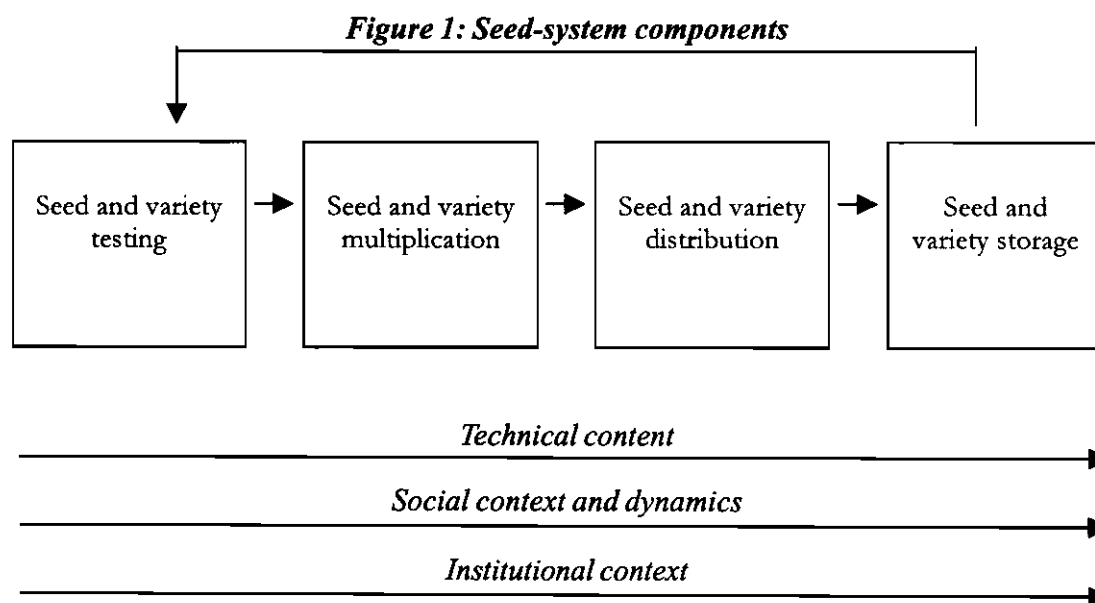 Figure 1: Seed-system components
Seed and variety
testing
Seed and variety
multiplication
Seed and variety
distribution
Seed and
variety storage
Technical content
Social context and dynamics
Institutional context